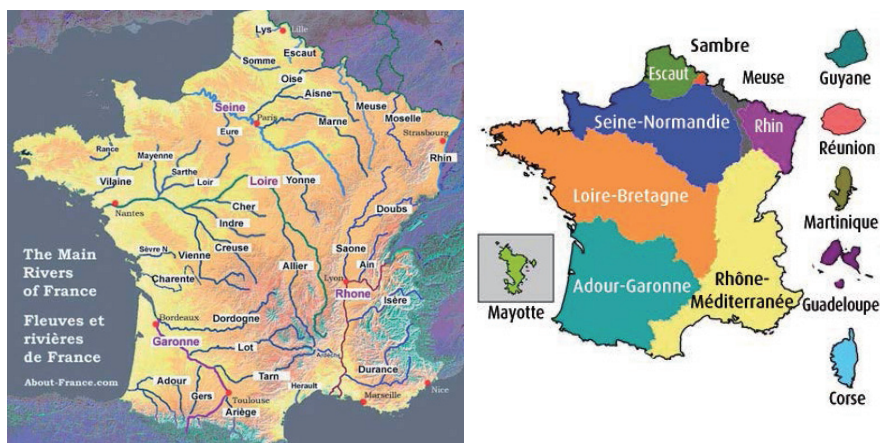 Lys
Lille
Somme
Escaut
Oise
Aisne
Seine
Meuse
Moselle
Paris
Marne
Eure
Strasbourg
Rance
Mayenne
Sarthe
Rhin
Vilaine
Loir
Loire
Yonne
Nantes
Cher
Doubs
Indre
Sèvre N.
Vienne
Creuse
Saone
Ain
Allier
Charente
Lyon
Rhone
Isère
Bordeaux
Dordogne
Garonne
Lot
Ardèche
Durance
Adour
Tarn
Herault
Nice
Gers
Toulouse
Marseille
Ariège
The Main
Rivers
of France
Fleuves et
rivières
de France
About-France.com
Sambre
Escaut
Meuse
Seine-Normandie
Rhin
Loire-Bretagne
Adour-Garonne
Rhône-
Méditerranée
Mayotte
Guyane
Réunion
Martinique
Guadeloupe
Corse